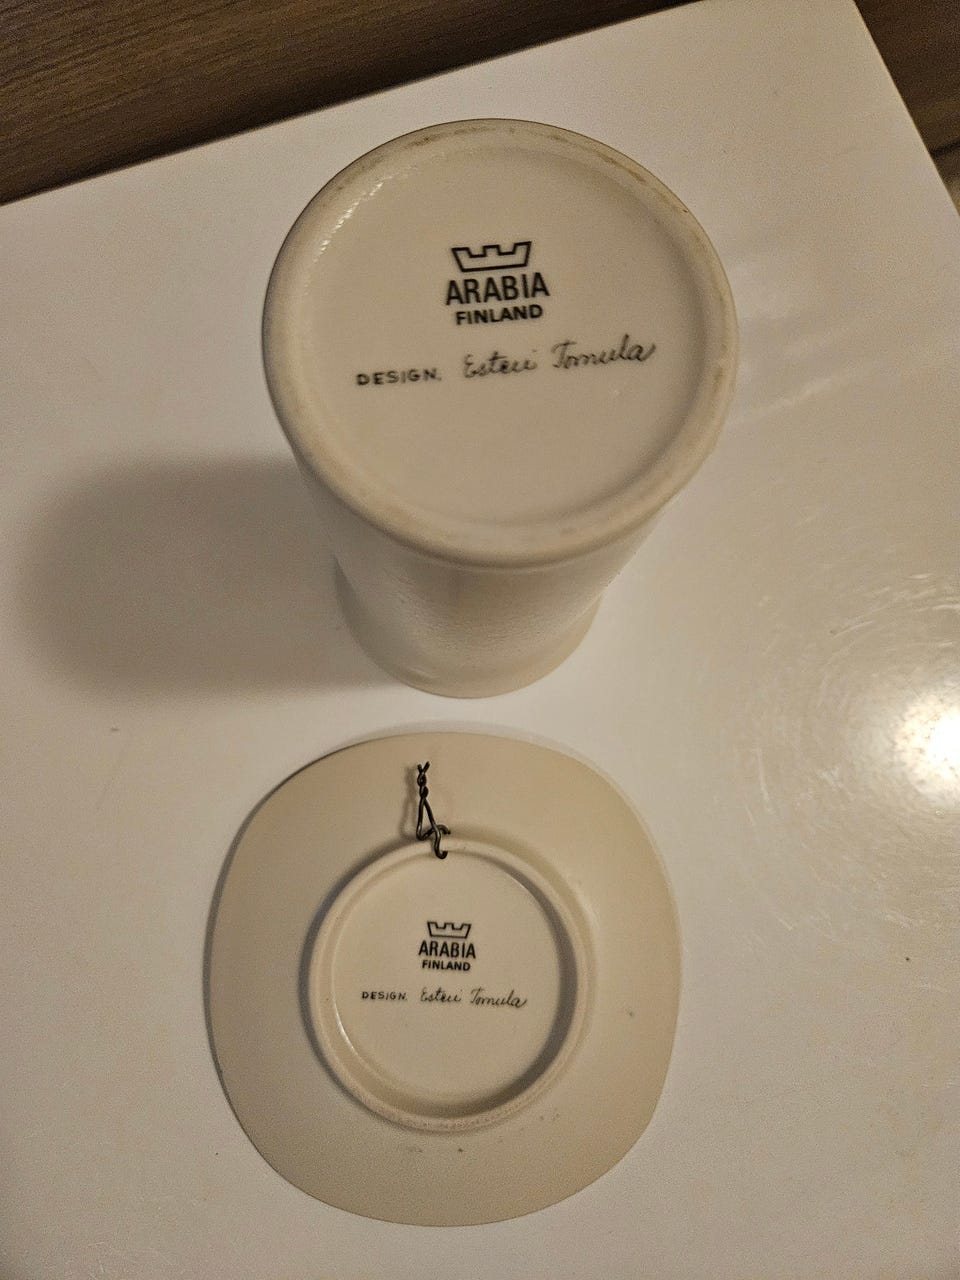 ARABIA
FINLAND
DESIGN. Esteri Tomula
ARABIA
FINLAND
DESIGN. Esteri Tomula